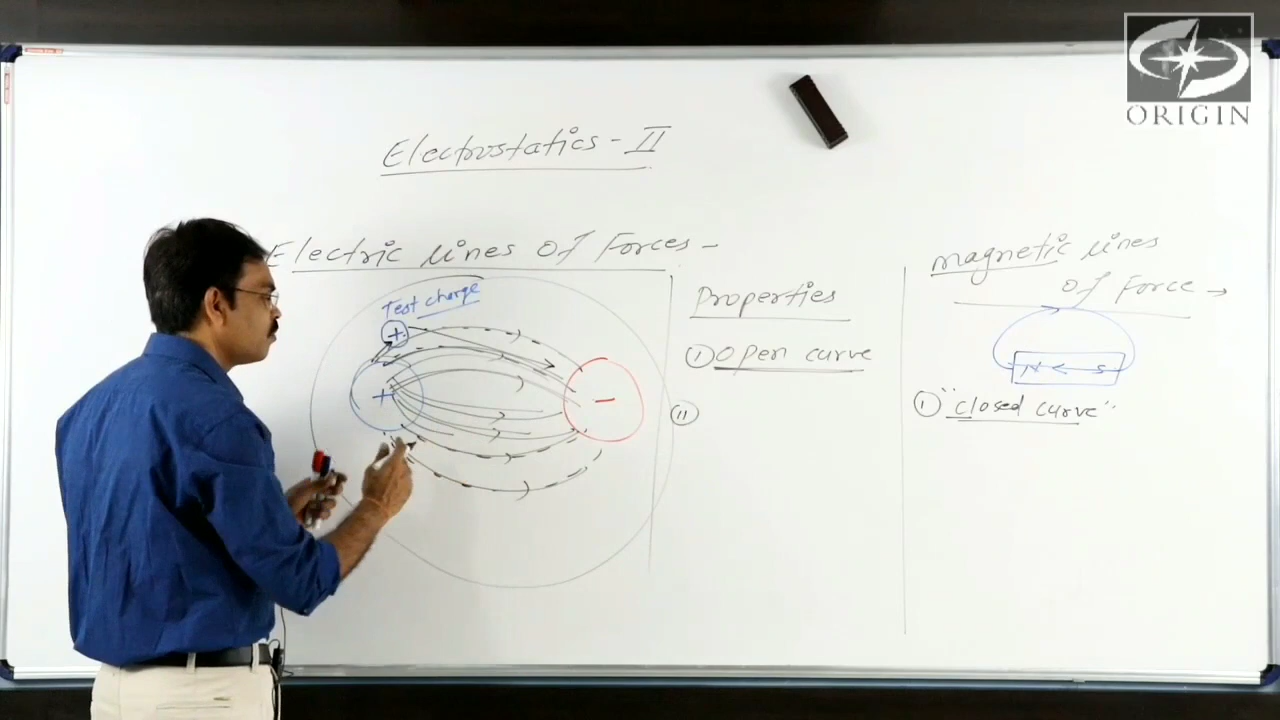 ORIGIN
Electrostatics - II
Electric Lines Of Forces -
Test charge
+
+
-
Properties
① Open curve
⑪
magnetic Lines
Of Force →
N < S
① "closed curve"